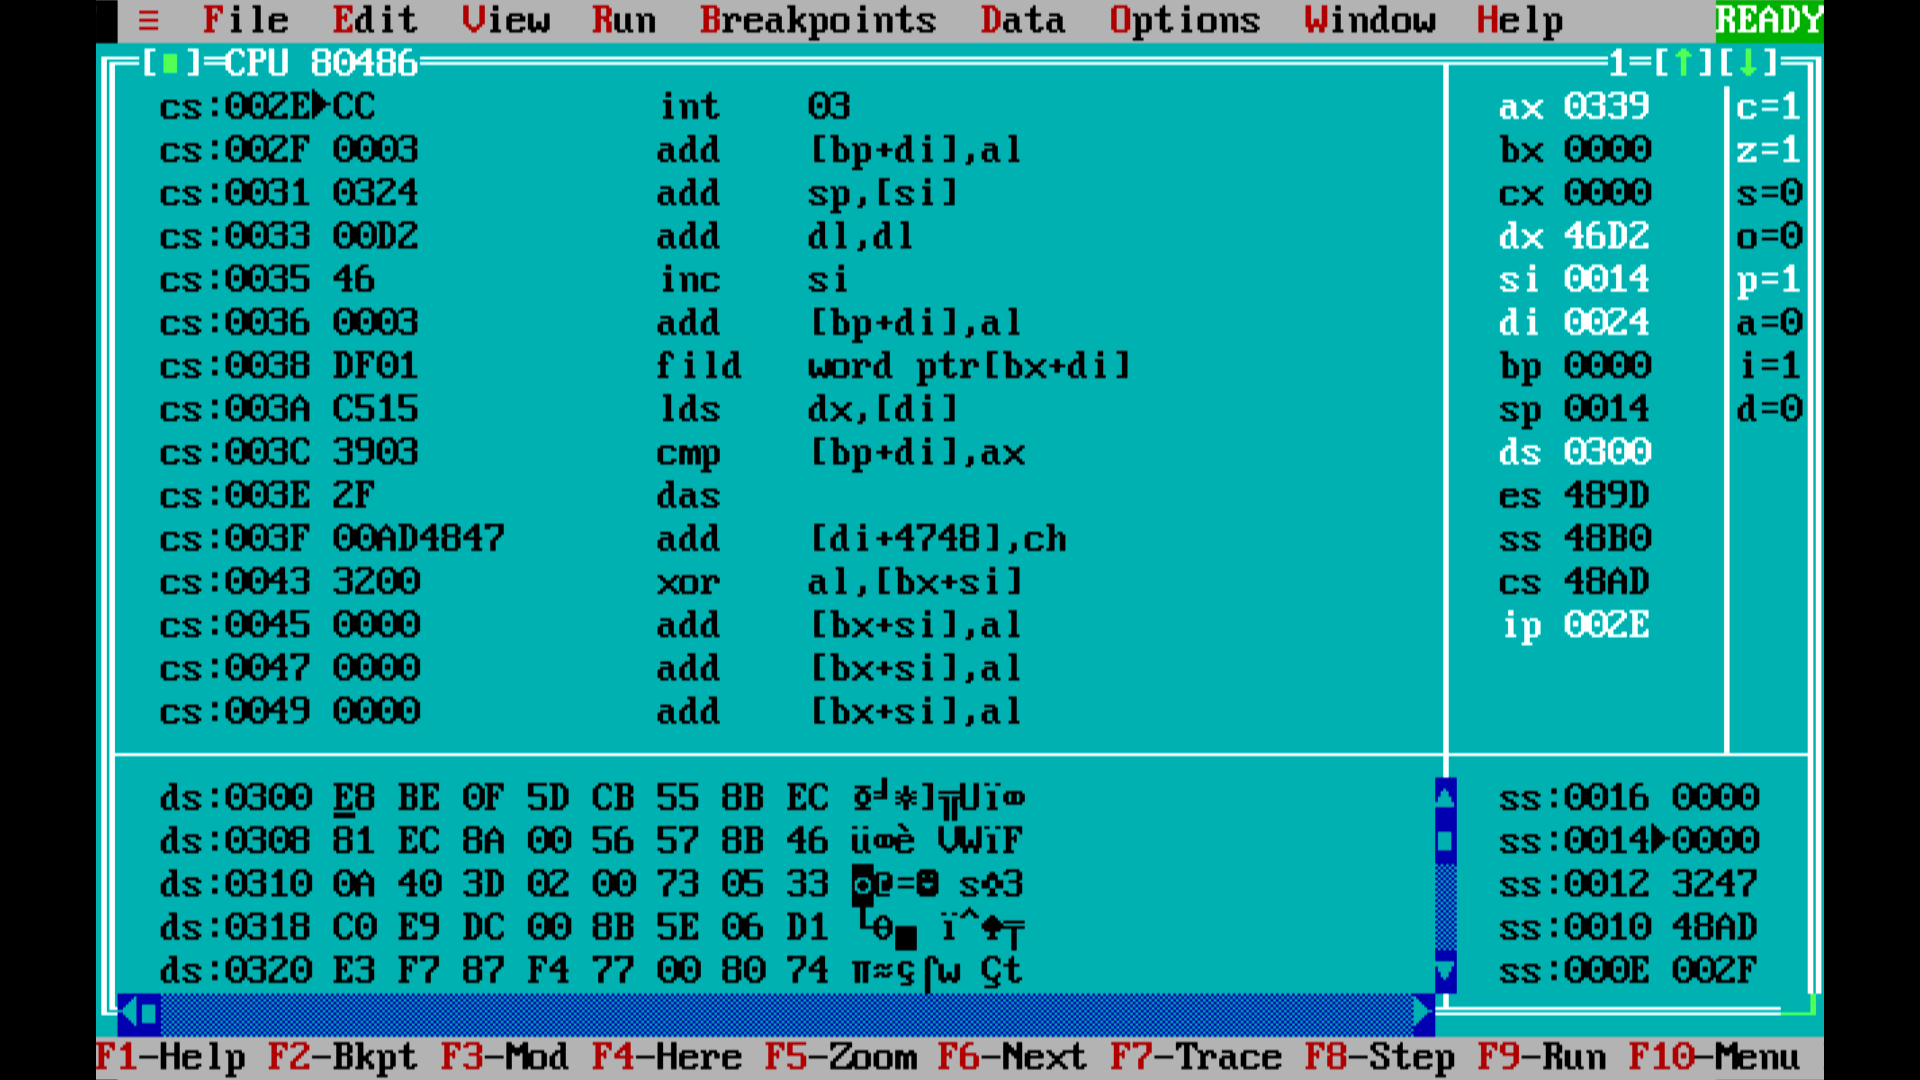 ≡ File Edit View Run Breakpoints Data Options Window Help READY
[■]=CPU 80486 1=[↑][↓]
cs:002E►CC int 03 ax 0339 c=1
cs:002F 0003 add [bp+di],al bx 0000 z=1
cs:0031 0324 add sp,[si] cx 0000 s=0
cs:0033 00D2 add dl,dl dx 46D2 o=0
cs:0035 46 inc si si 0014 p=1
cs:0036 0003 add [bp+di],al di 0024 a=0
cs:0038 DF01 fild word ptr[bx+di] bp 0000 i=1
cs:003A C515 lds dx,[di] sp 0014 d=0
cs:003C 3903 cmp [bp+di],ax ds 0300
cs:003E 2F das es 489D
cs:003F 00AD4847 add [di+4748],ch ss 48B0
cs:0043 3200 xor al,[bx+si] cs 48AD
cs:0045 0000 add [bx+si],al ip 002E
cs:0047 0000 add [bx+si],al
cs:0049 0000 add [bx+si],al
ds:0300 E8 BE 0F 5D CB 55 8B EC Φ╛☼]╦Uï∞ ss:0016 0000
ds:0308 81 EC 8A 00 56 57 8B 46 ü∞è VWïF ss:0014►0000
ds:0310 0A 40 3D 02 00 73 05 33 ◙@=☻ s♣3 ss:0012 3247
ds:0318 C0 E9 DC 00 8B 5E 06 D1 └Θ▄ ï^♠╤ ss:0010 48AD
ds:0320 E3 F7 87 F4 77 00 80 74 π≈ç⌠w Çt ss:000E 002F
F1-Help F2-Bkpt F3-Mod F4-Here F5-Zoom F6-Next F7-Trace F8-Step F9-Run F10-Menu